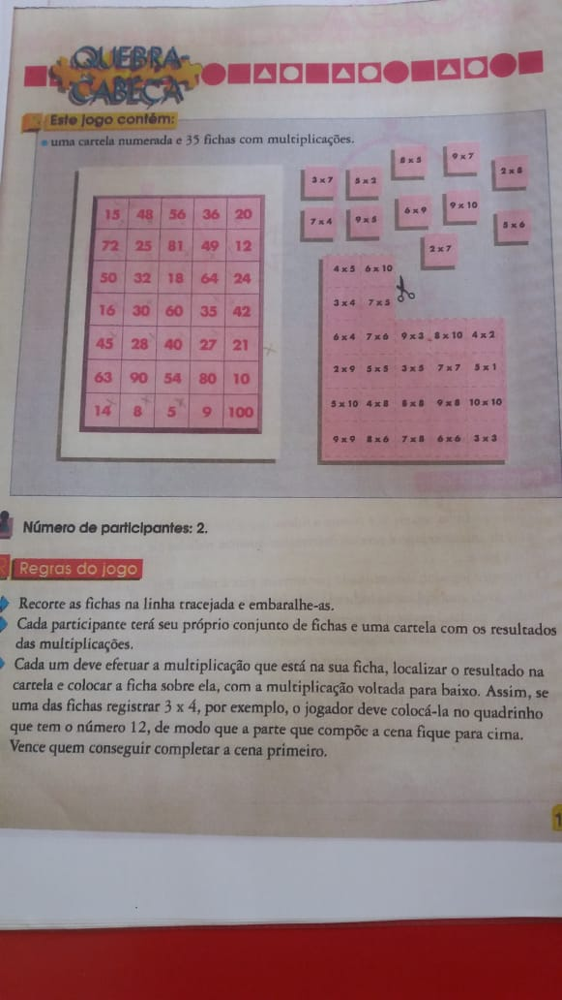 QUEBRA-
CABEÇA
Este jogo contém:
uma cartela numerada e 35 fichas com multiplicações.
15 48 56 36 20
72 25 81 49 12
50 32 18 64 24
16 30 60 35 42
45 28 40 27 21
63 90 54 80 10
14 8 5 9 100
8 x 5 9 x 7
3 x 7 5 x 2 2 x 8
7 x 4 9 x 5 6 x 9 9 x 10
5 x 6
2 x 7
4 x 5 6 x 10
3 x 4 7 x 5
6 x 4 7 x 6 9 x 3 8 x 10 4 x 2
2 x 9 5 x 5 3 x 5 7 x 7 5 x 1
5 x 10 4 x 8 8 x 8 9 x 8 10 x 10
9 x 9 8 x 6 7 x 8 6 x 6 3 x 3
Número de participantes: 2.
Regras do jogo
Recorte as fichas na linha tracejada e embaralhe-as.
Cada participante terá seu próprio conjunto de fichas e uma cartela com os resultados
das multiplicações.
Cada um deve efetuar a multiplicação que está na sua ficha, localizar o resultado na
cartela e colocar a ficha sobre ela, com a multiplicação voltada para baixo. Assim, se
uma das fichas registrar 3 x 4, por exemplo, o jogador deve colocá-la no quadrinho
que tem o número 12, de modo que a parte que compõe a cena fique para cima.
Vence quem conseguir completar a cena primeiro.